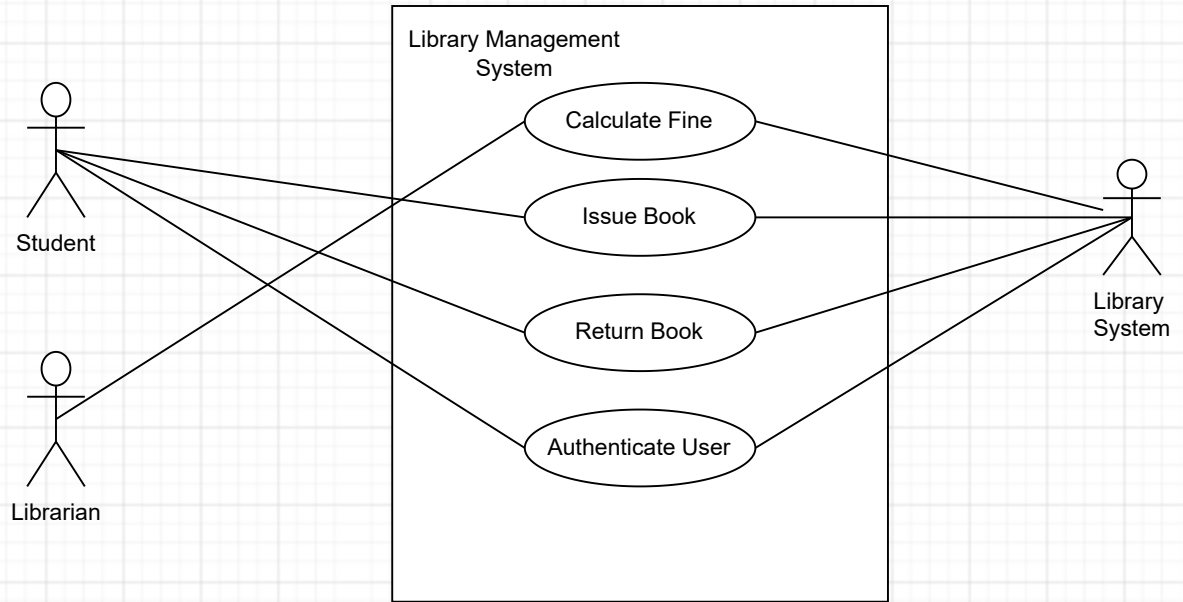 Library Management
System
Calculate Fine
Issue Book
Student
Return Book
Library
System
Authenticate User
Librarian